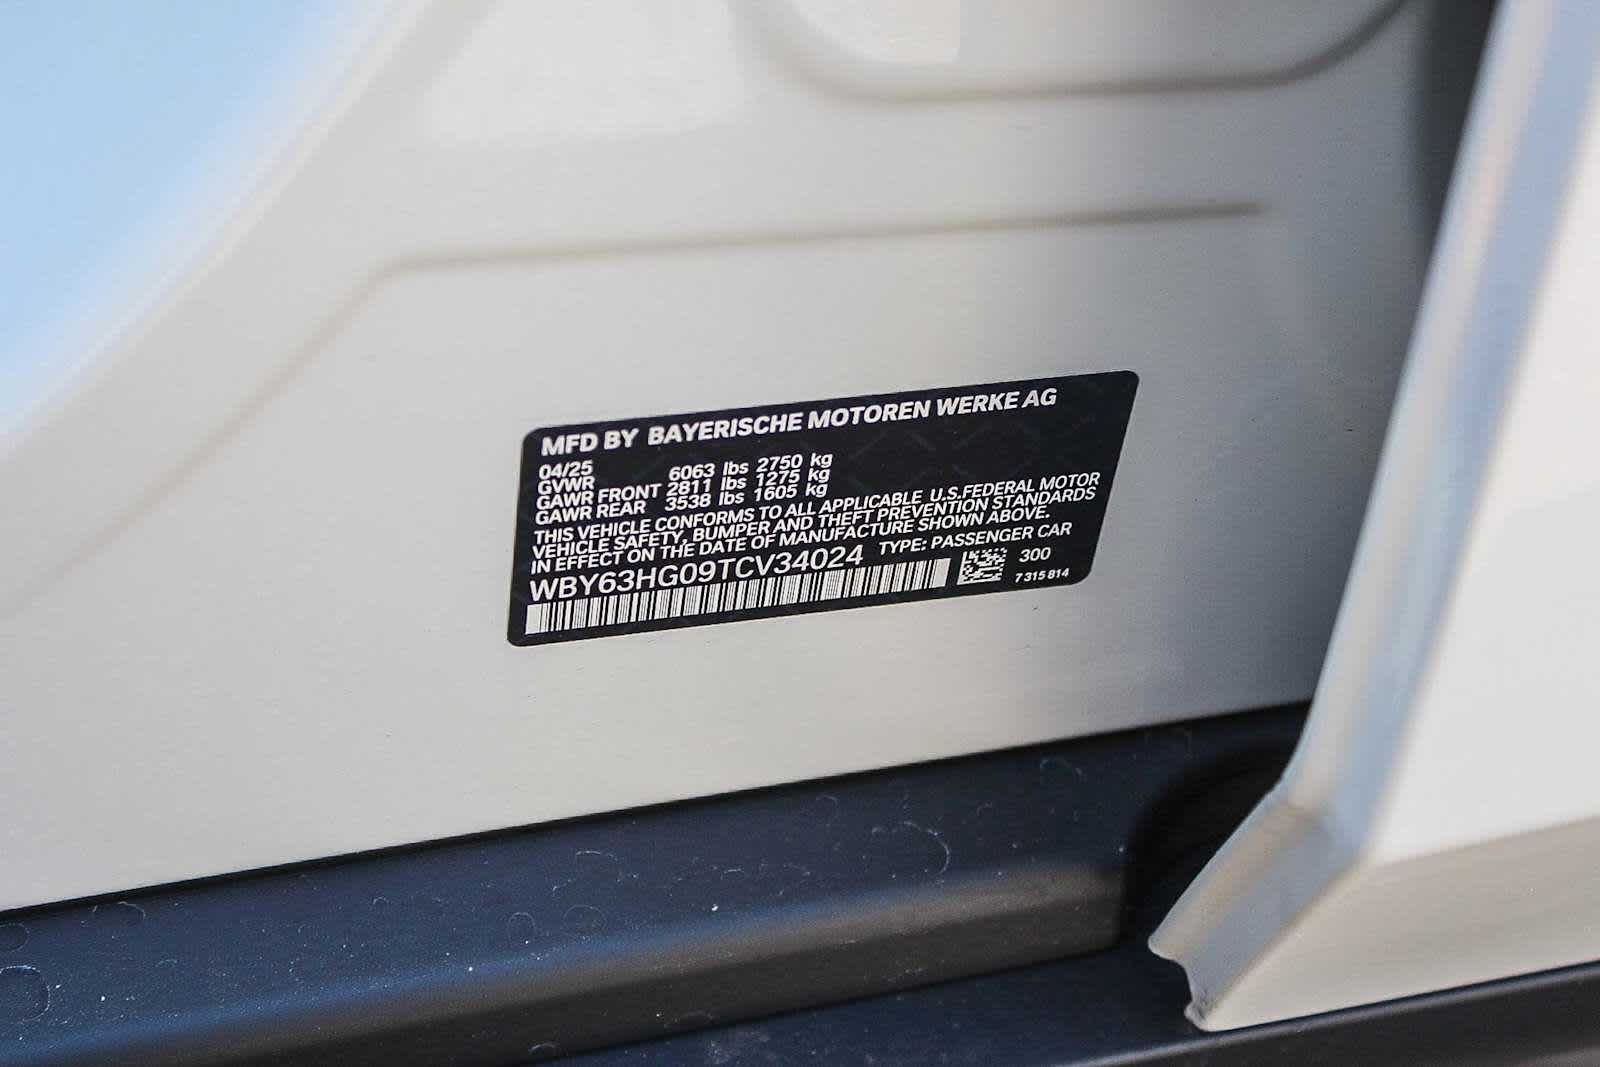 MFD BY BAYERISCHE MOTOREN WERKE AG
04/25
GVWR 6063 lbs 2750 kg
GAWR FRONT 2811 lbs 1275 kg
GAWR REAR 3538 lbs 1605 kg
THIS VEHICLE CONFORMS TO ALL APPLICABLE U.S.FEDERAL MOTOR
VEHICLE SAFETY, BUMPER AND THEFT PREVENTION STANDARDS
IN EFFECT ON THE DATE OF MANUFACTURE SHOWN ABOVE.
WBY63HG09TCV34024 TYPE: PASSENGER CAR
300
7 315 814